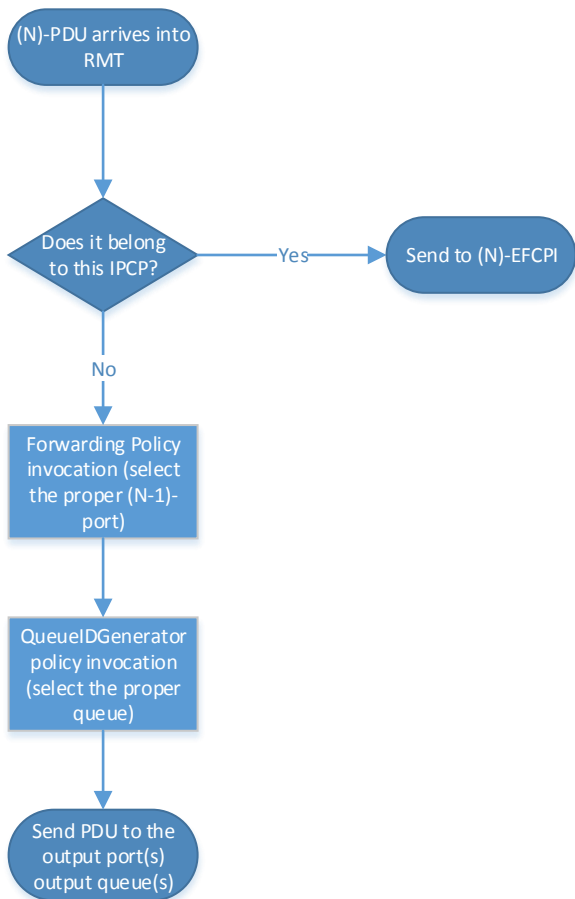 (N)-PDU arrives into
RMT
Does it belong
to this IPCP?
Yes
Send to (N)-EFCPI
No
Forwarding Policy
invocation (select
the proper (N-1)-
port)
QueueIDGenerator
policy invocation
(select the proper
queue)
Send PDU to the
output port(s)
output queue(s)